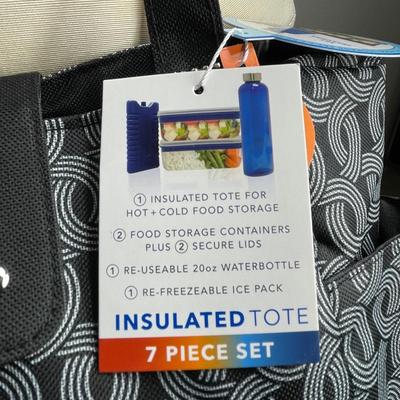 ① INSULATED TOTE FOR
HOT + COLD FOOD STORAGE
② FOOD STORAGE CONTAINERS
PLUS ② SECURE LIDS
① RE-USEABLE 20oz WATERBOTTLE
① RE-FREEZEABLE ICE PACK
INSULATED TOTE
7 PIECE SET